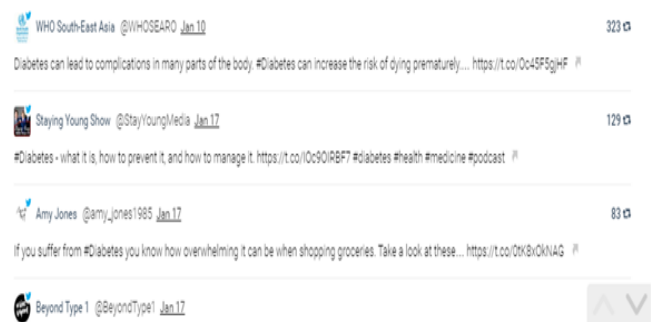 WHO South-East Asia @WHOSEARO Jan 10 323
Diabetes can lead to complications in many parts of the body. #Diabetes can increase the risk of dying prematurely.... https://t.co/Oc45F5gjHF
Staying Young Show @StayYoungMedia Jan 17 129
#Diabetes - what it is, how to prevent it, and how to manage it. https://t.co/IOc9OIRBF7 #diabetes #health #medicine #podcast
Amy Jones @amy_jones1985 Jan 17 83
If you suffer from #Diabetes you know how overwhelming it can be when shopping groceries. Take a look at these.... https://t.co/0tK8xOkNAG
Beyond Type 1 @BeyondType1 Jan 17